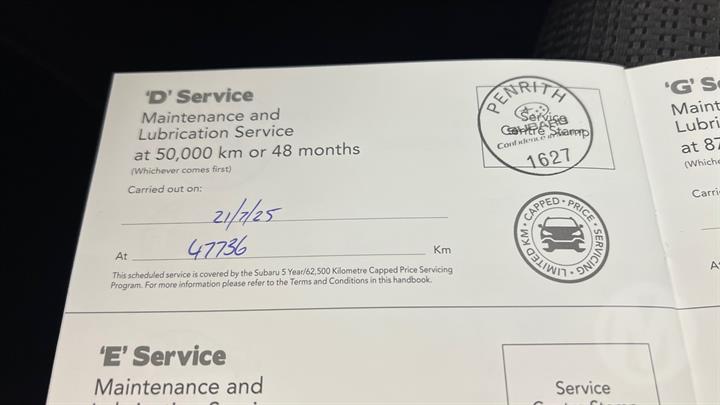 'D' Service
Maintenance and
Lubrication Service
at 50,000 km or 48 months
(Whichever comes first)
Carried out on:
21/7/25
At 47736 Km
This scheduled service is covered by the Subaru 5 Year/62,500 Kilometre Capped Price Servicing
Program. For more information please refer to the Terms and Conditions in this handbook.
PENRITH
Service
SUBARU
Centre Stamp
Confidence in
1627
CAPPED • PRICE • SERVICING • LIMITED KM •
'E' Service
Maintenance and
Service
'G' S
Maint
Lubri
at 87
(Whiche
Carri
A